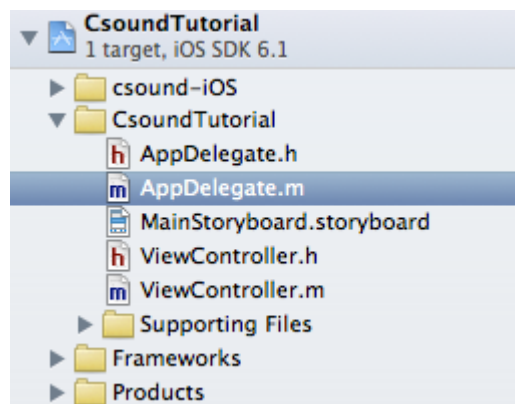 CsoundTutorial
1 target, iOS SDK 6.1
csound-iOS
CsoundTutorial
h AppDelegate.h
m AppDelegate.m
MainStoryboard.storyboard
h ViewController.h
m ViewController.m
Supporting Files
Frameworks
Products